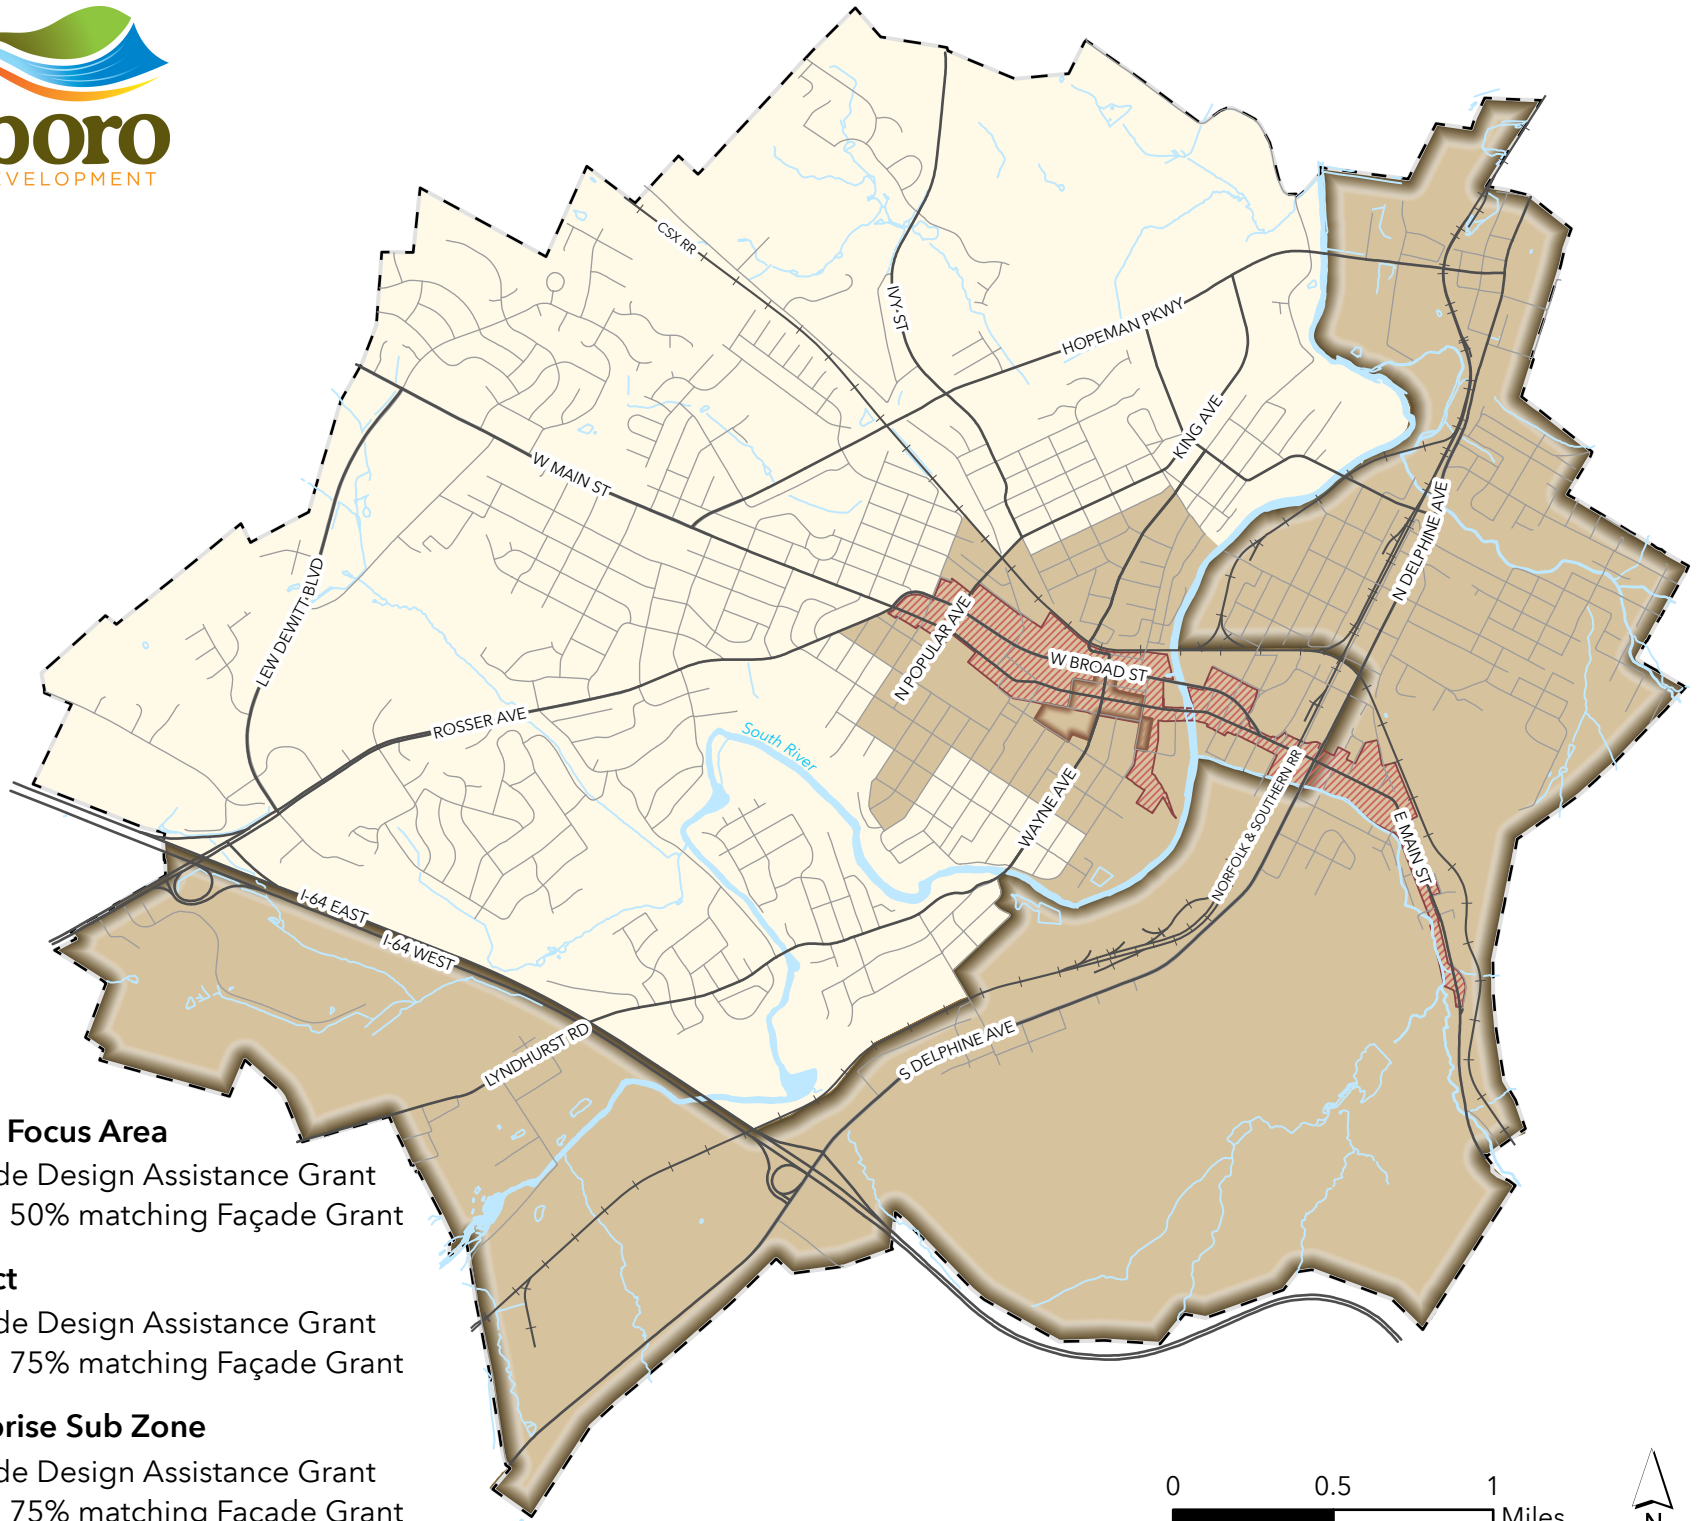 boro
EVELOPMENT
CSX RR
IVY ST
HOPEMAN PKWY
KING AVE
W MAIN ST
N DELPHINE AVE
LEW DEWITT BLVD
N POPULAR AVE
W BROAD ST
ROSSER AVE
South River
WAYNE AVE
NORFOLK & SOUTHERN RR
E MAIN ST
I-64 EAST
I-64 WEST
LYNDHURST RD
S DELPHINE AVE
Focus Area
de Design Assistance Grant
50% matching Façade Grant
ct
de Design Assistance Grant
75% matching Façade Grant
prise Sub Zone
de Design Assistance Grant
75% matching Façade Grant
0 0.5 1
Miles
N